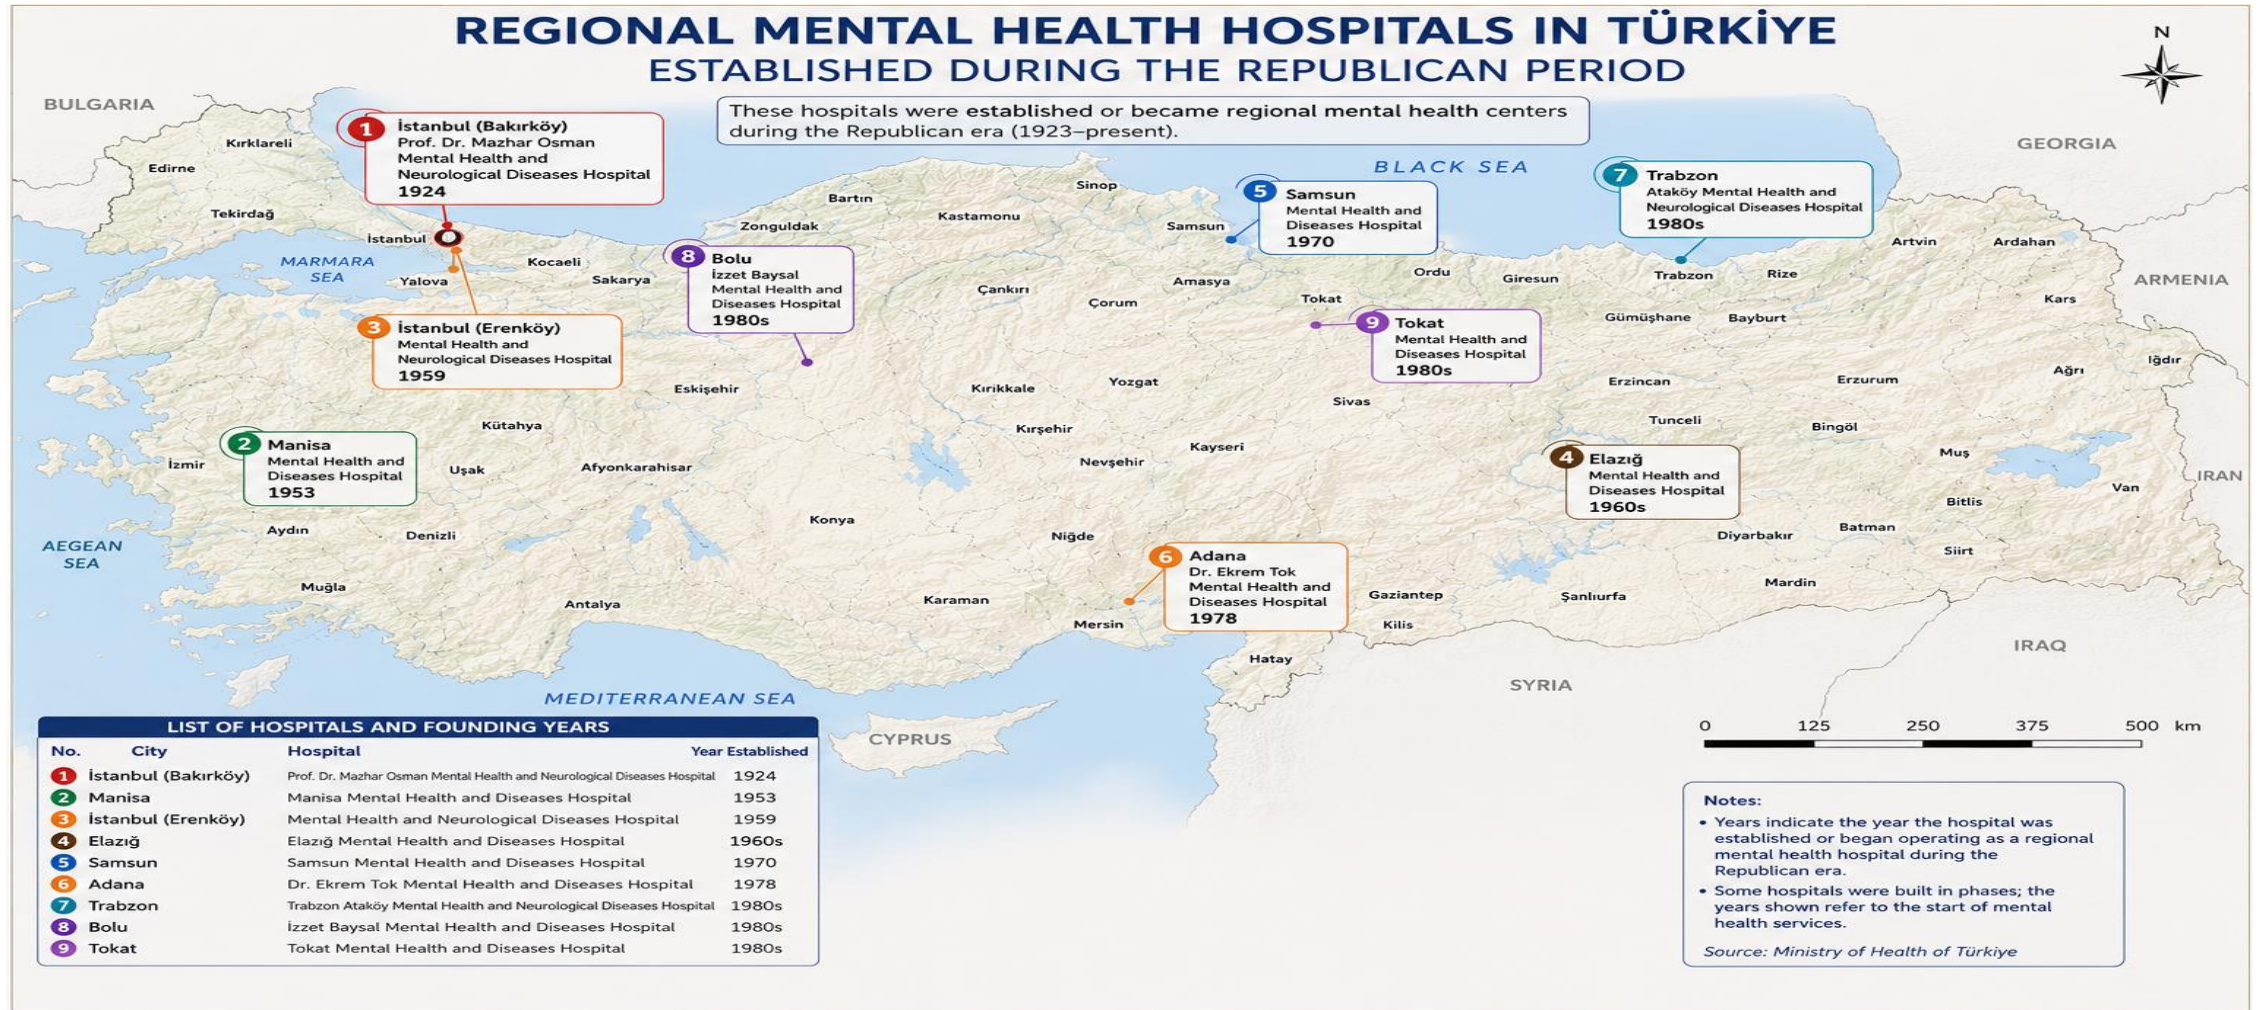 REGIONAL MENTAL HEALTH HOSPITALS IN TÜRKİYE
ESTABLISHED DURING THE REPUBLICAN PERIOD
These hospitals were established or became regional mental health centers
during the Republican era (1923–present).
N
BULGARIA
GEORGIA
ARMENIA
IRAN
IRAQ
SYRIA
CYPRUS
BLACK SEA
MARMARA
SEA
AEGEAN
SEA
MEDITERRANEAN SEA
1
İstanbul (Bakırköy)
Prof. Dr. Mazhar Osman
Mental Health and
Neurological Diseases Hospital
1924
5
Samsun
Mental Health and
Diseases Hospital
1970
7
Trabzon
Ataköy Mental Health and
Neurological Diseases Hospital
1980s
8
Bolu
İzzet Baysal
Mental Health and
Diseases Hospital
1980s
3
İstanbul (Erenköy)
Mental Health and
Neurological Diseases Hospital
1959
9
Tokat
Mental Health and
Diseases Hospital
1980s
2
Manisa
Mental Health and
Diseases Hospital
1953
4
Elazığ
Mental Health and
Diseases Hospital
1960s
6
Adana
Dr. Ekrem Tok
Mental Health and
Diseases Hospital
1978
Kırklareli
Edirne
Tekirdağ
İstanbul
Yalova
Kocaeli
Sakarya
Zonguldak
Bartın
Kastamonu
Sinop
Samsun
Çankırı
Çorum
Amasya
Tokat
Ordu
Giresun
Trabzon
Rize
Artvin
Ardahan
Kars
Gümüşhane
Bayburt
Iğdır
Ağrı
Erzincan
Erzurum
Eskişehir
Kırıkkale
Yozgat
Sivas
Tunceli
Bingöl
Kütahya
Kırşehir
Kayseri
Nevşehir
İzmir
Uşak
Afyonkarahisar
Muş
Van
Bitlis
Konya
Niğde
Aydın
Denizli
Diyarbakır
Batman
Siirt
Muğla
Antalya
Karaman
Mersin
Gaziantep
Kilis
Şanlıurfa
Mardin
Hatay
LIST OF HOSPITALS AND FOUNDING YEARS
No. City Hospital Year Established
1 İstanbul (Bakırköy) Prof. Dr. Mazhar Osman Mental Health and Neurological Diseases Hospital 1924
2 Manisa Manisa Mental Health and Diseases Hospital 1953
3 İstanbul (Erenköy) Mental Health and Neurological Diseases Hospital 1959
4 Elazığ Elazığ Mental Health and Diseases Hospital 1960s
5 Samsun Samsun Mental Health and Diseases Hospital 1970
6 Adana Dr. Ekrem Tok Mental Health and Diseases Hospital 1978
7 Trabzon Trabzon Ataköy Mental Health and Neurological Diseases Hospital 1980s
8 Bolu İzzet Baysal Mental Health and Diseases Hospital 1980s
9 Tokat Tokat Mental Health and Diseases Hospital 1980s
0 125 250 375 500 km
Notes:
• Years indicate the year the hospital was
established or began operating as a regional
mental health hospital during the
Republican era.
• Some hospitals were built in phases; the
years shown refer to the start of mental
health services.
Source: Ministry of Health of Türkiye